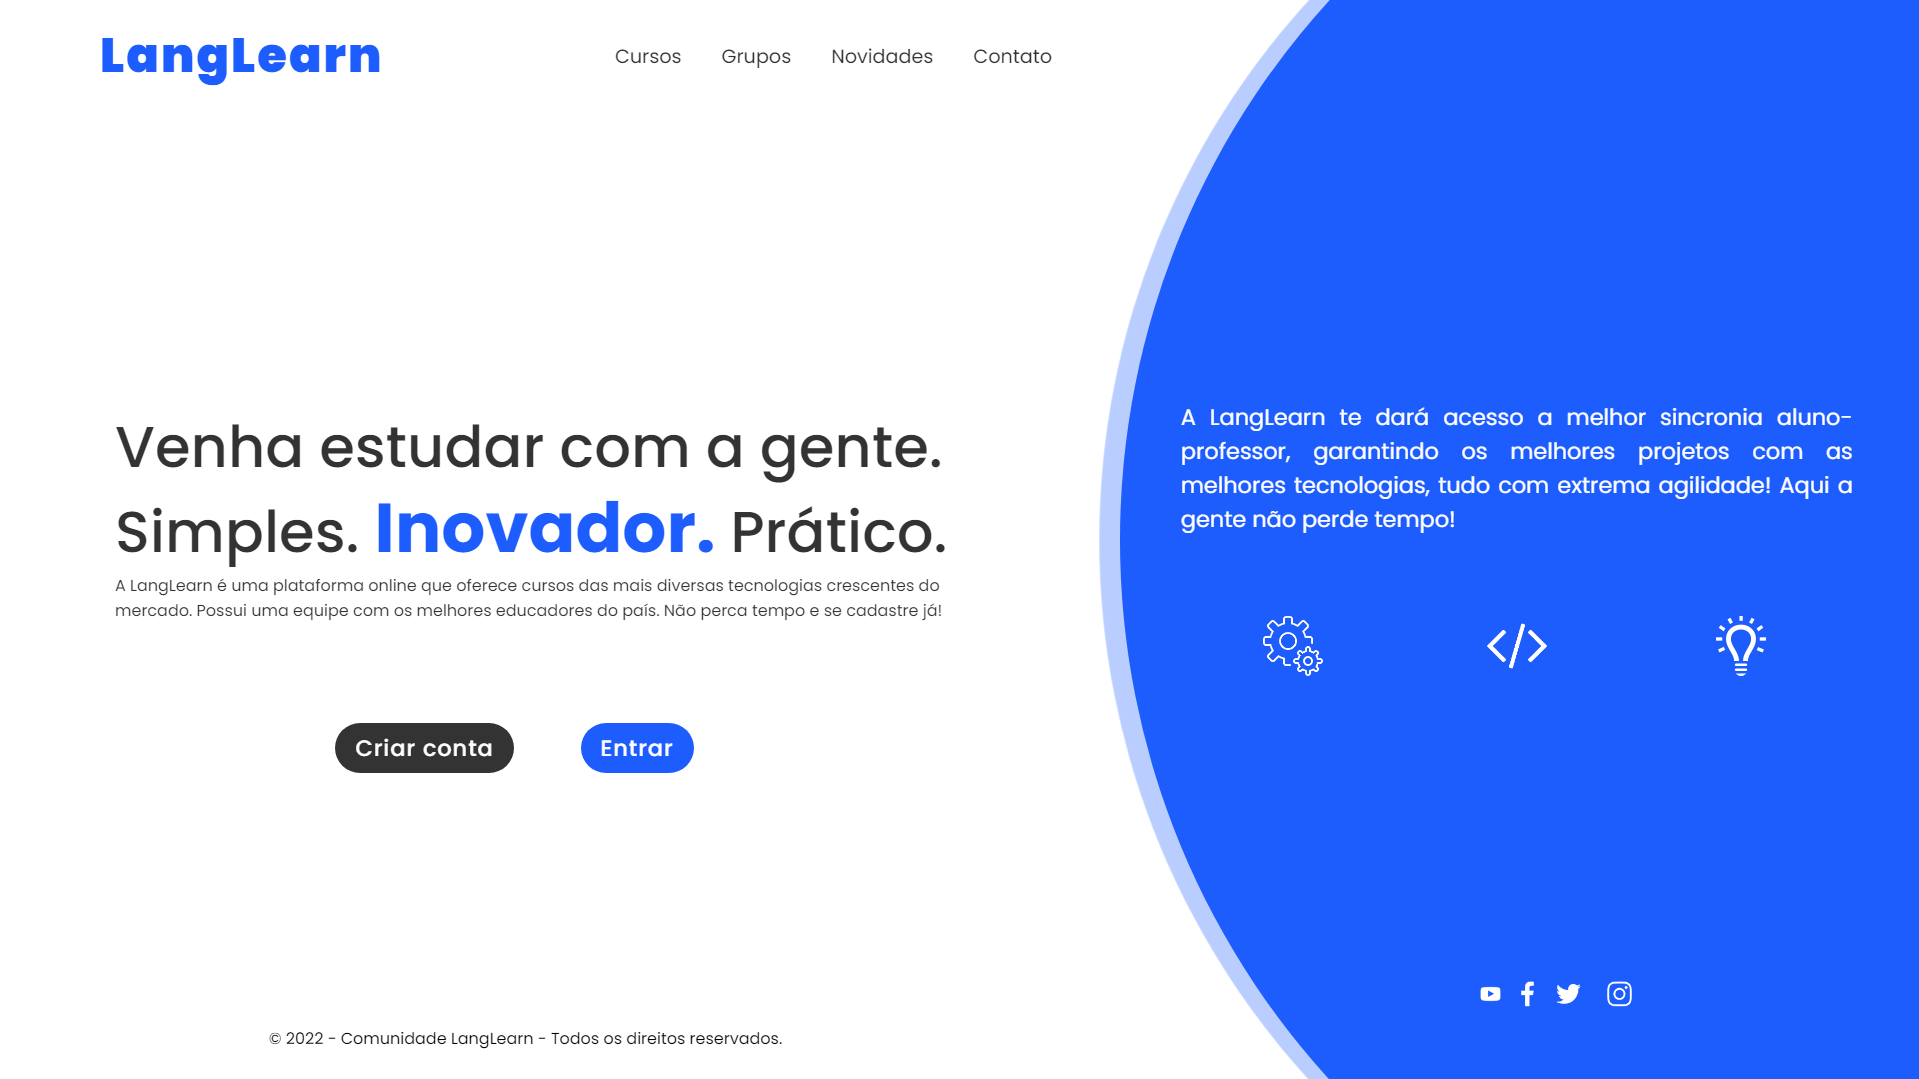 LangLearn
Cursos Grupos Novidades Contato
Venha estudar com a gente.
Simples. Inovador. Prático.
A LangLearn é uma plataforma online que oferece cursos das mais diversas tecnologias crescentes do
mercado. Possui uma equipe com os melhores educadores do país. Não perca tempo e se cadastre já!
Criar conta
Entrar
A LangLearn te dará acesso a melhor sincronia aluno-
professor, garantindo os melhores projetos com as
melhores tecnologias, tudo com extrema agilidade! Aqui a
gente não perde tempo!
© 2022 - Comunidade LangLearn - Todos os direitos reservados.